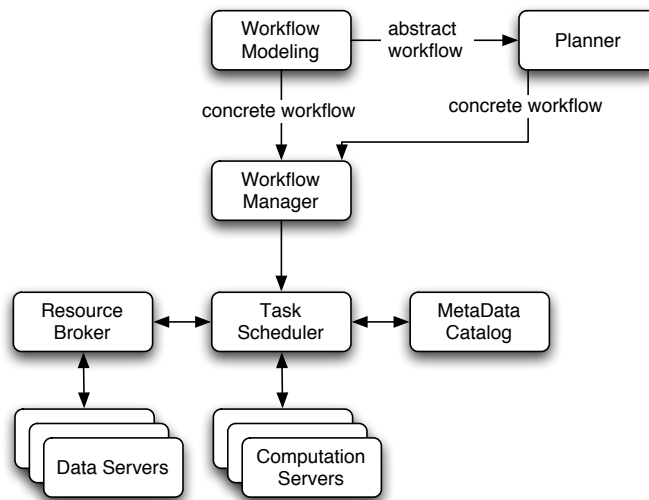 Workflow
Modeling
abstract
workflow
Planner
concrete workflow
concrete workflow
Workflow
Manager
Resource
Broker
Task
Scheduler
MetaData
Catalog
Data Servers
Computation
Servers